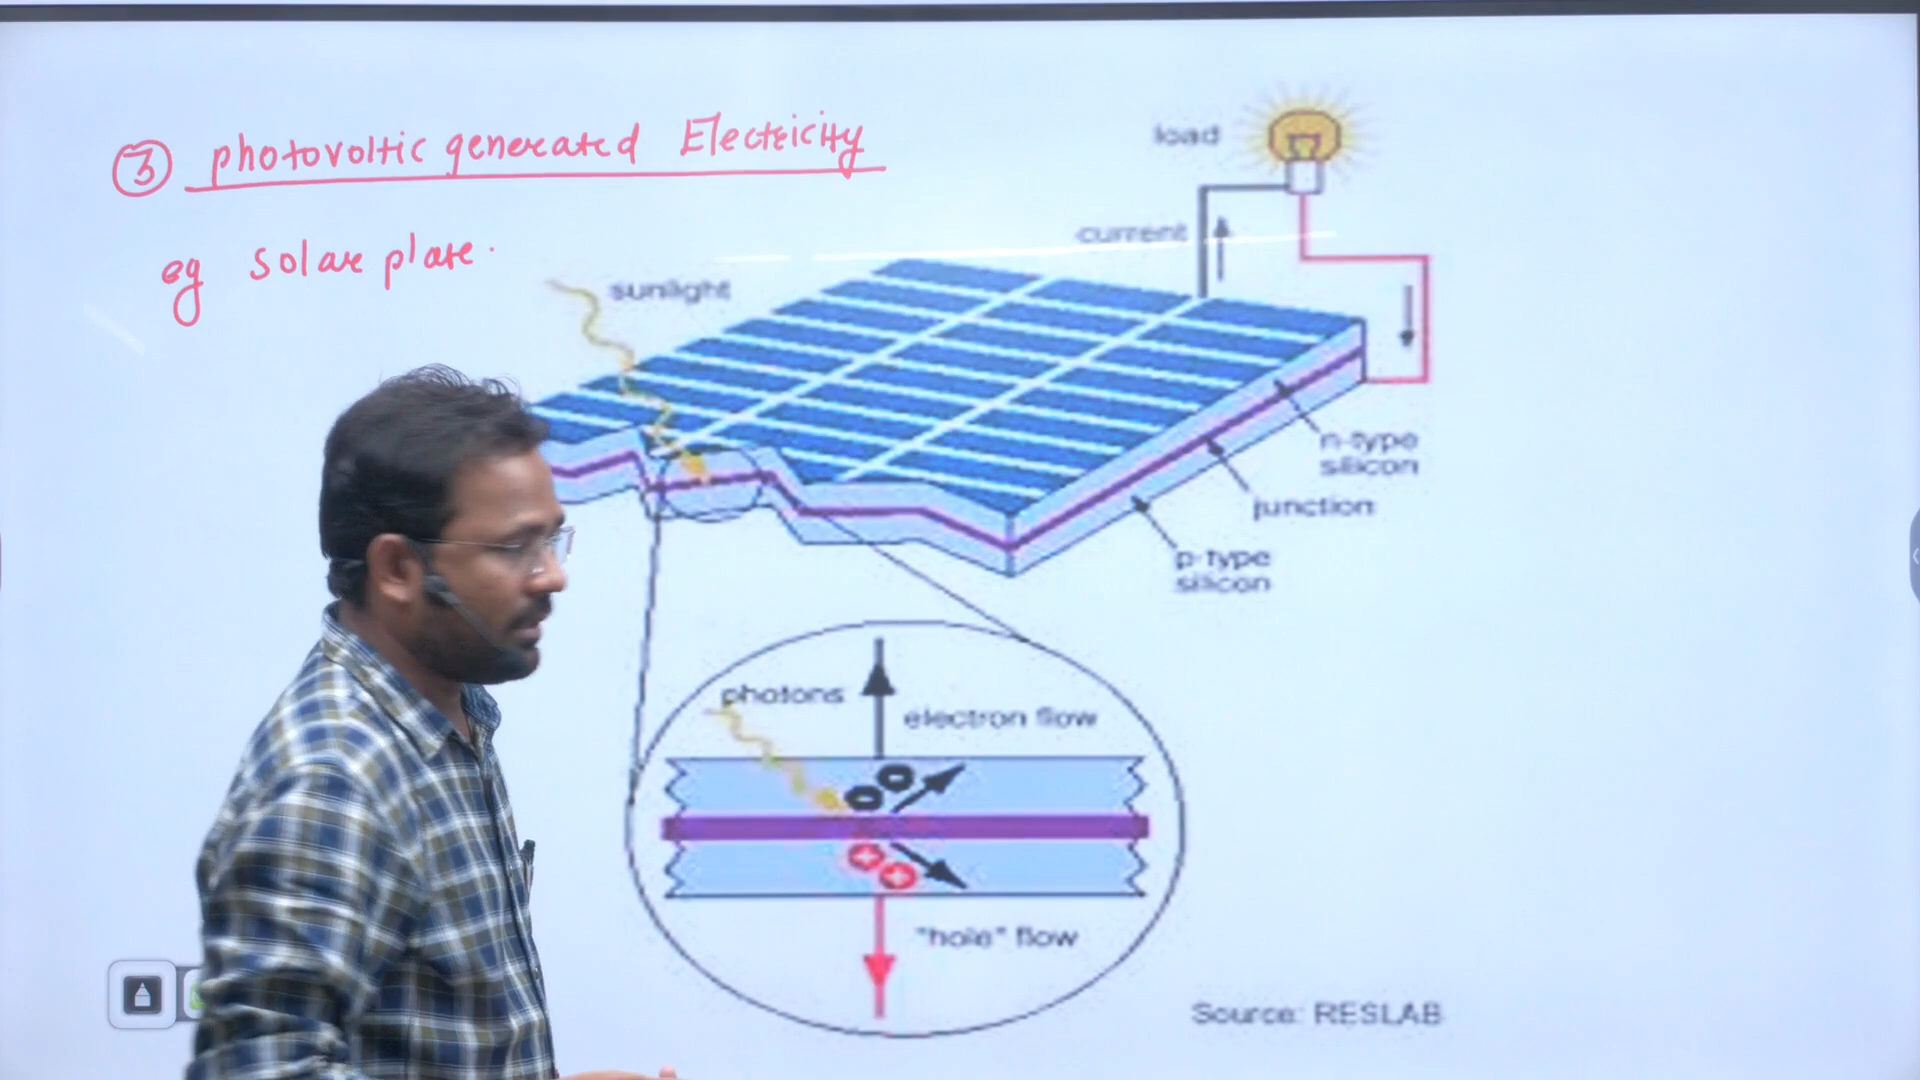 ③ photovoltic generated Electricity
eg solar plate.
load
current
sunlight
n-type
silicon
junction
p-type
silicon
photons
electron flow
"hole" flow
Source: RESLAB